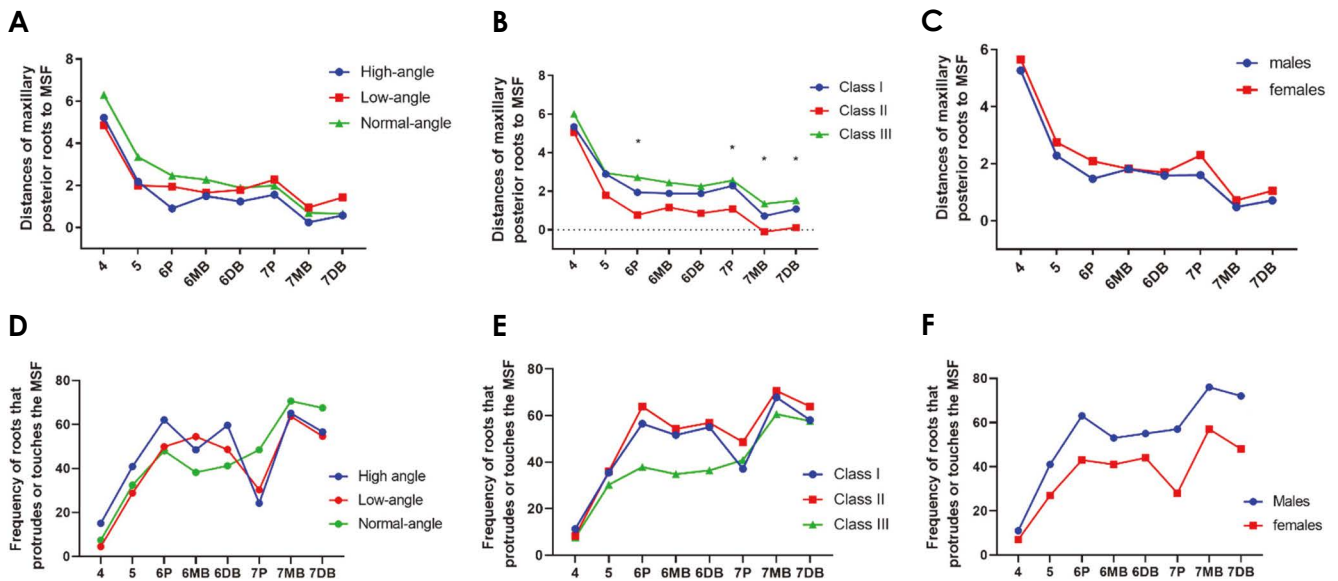 A
Distances of maxillary
posterior roots to MSF
8
6
4
2
0
High-angle
Low-angle
Normal-angle
4
5
6P
6MB
6DB
7P
7MB
7DB
B
Distances of maxillary
posterior roots to MSF
8
6
4
2
0
*
*
*
*
Class I
Class II
Class III
4
5
6P
6MB
6DB
7P
7MB
7DB
C
Distances of maxillary
posterior roots to MSF
6
4
2
0
males
females
4
5
6P
6MB
6DB
7P
7MB
7DB
D
Frequency of roots that
protrudes or touches the MSF
80
60
40
20
0
High angle
Low-angle
Normal-angle
4
5
6P
6MB
6DB
7P
7MB
7DB
E
Frequency of roots that
protrudes or touches the MSF
80
60
40
20
0
Class I
Class II
Class III
4
5
6P
6MB
6DB
7P
7MB
7DB
F
Frequency of roots that
protrudes or touches the MSF
80
60
40
20
0
Males
females
4
5
6P
6MB
6DB
7P
7MB
7DB